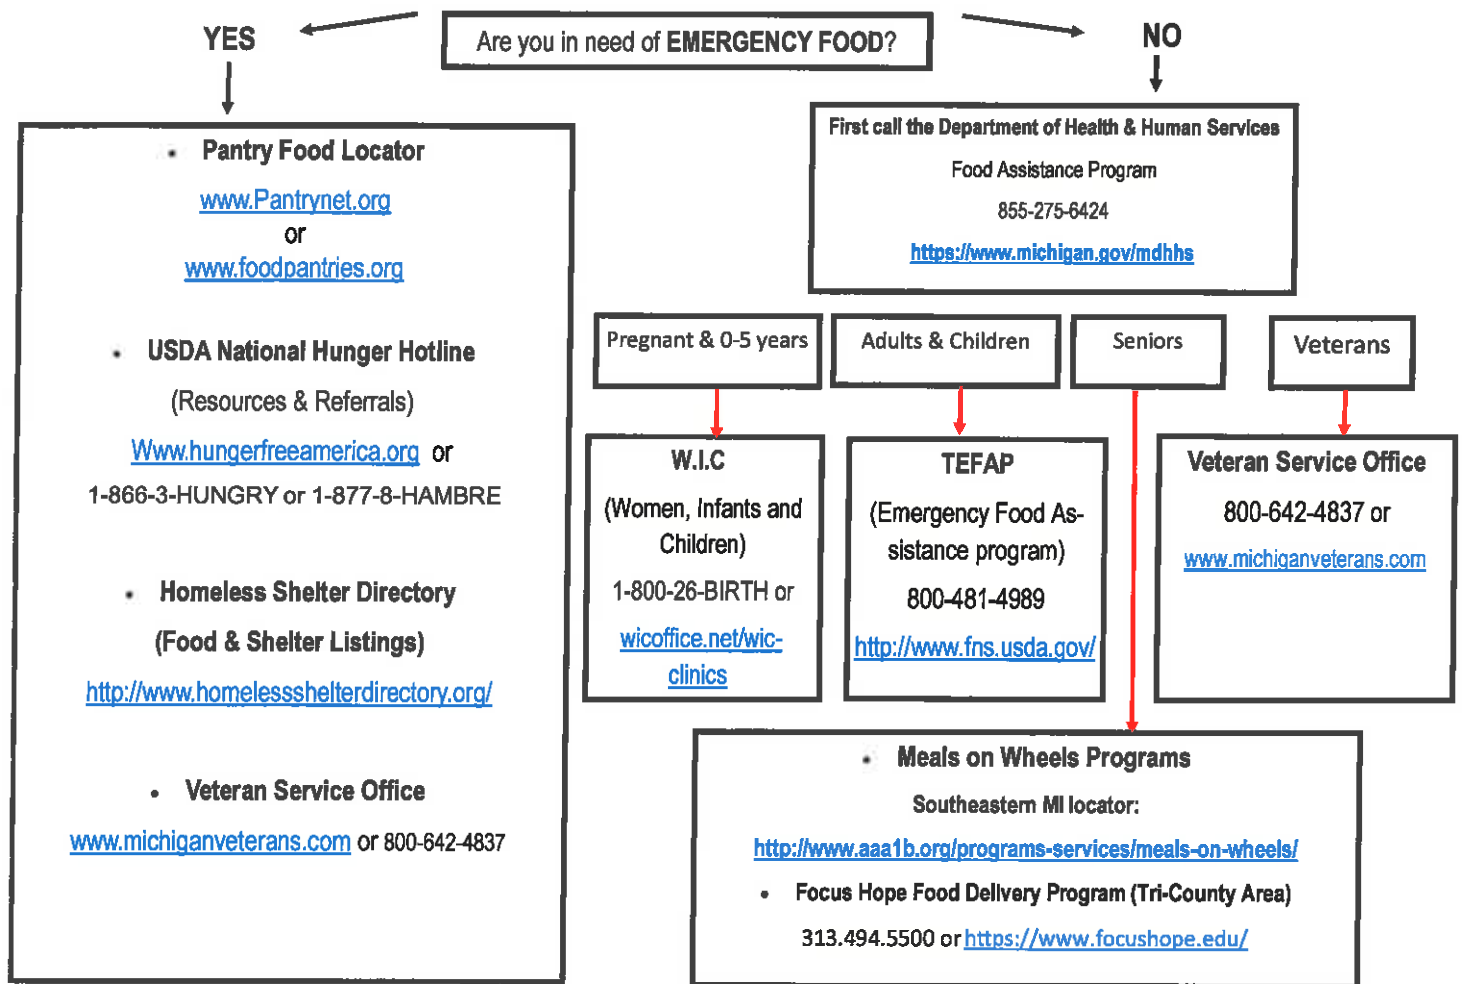 Are you in need of EMERGENCY FOOD?
YES
• Pantry Food Locator
www.Pantrynet.org
or
www.foodpantries.org
• USDA National Hunger Hotline
(Resources & Referrals)
Www.hungerfreeamerica.org or
1-866-3-HUNGRY or 1-877-8-HAMBRE
• Homeless Shelter Directory
(Food & Shelter Listings)
http://www.homelessshelterdirectory.org/
• Veteran Service Office
www.michiganveterans.com or 800-642-4837
NO
First call the Department of Health & Human Services
Food Assistance Program
855-275-6424
https://www.michigan.gov/mdhhs
Pregnant & 0-5 years
W.I.C
(Women, Infants and
Children)
1-800-26-BIRTH or
wicoffice.net/wic-
clinics
Adults & Children
TEFAP
(Emergency Food As-
sistance program)
800-481-4989
http://www.fns.usda.gov/
Seniors
• Meals on Wheels Programs
Southeastern MI locator:
http://www.aaa1b.org/programs-services/meals-on-wheels/
• Focus Hope Food Delivery Program (Tri-County Area)
313.494.5500 or https://www.focushope.edu/
Veterans
Veteran Service Office
800-642-4837 or
www.michiganveterans.com